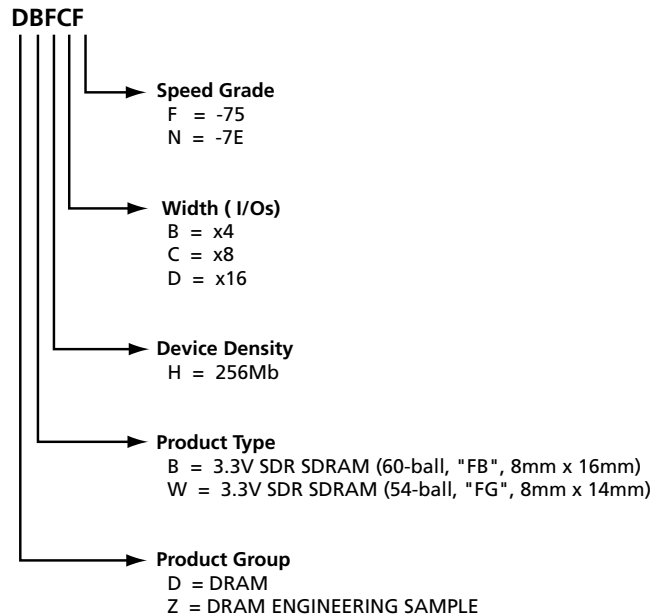 DBFCF
Speed Grade
F = -75
N = -7E
Width ( I/Os)
B = x4
C = x8
D = x16
Device Density
H = 256Mb
Product Type
B = 3.3V SDR SDRAM (60-ball, "FB", 8mm x 16mm)
W = 3.3V SDR SDRAM (54-ball, "FG", 8mm x 14mm)
Product Group
D = DRAM
Z = DRAM ENGINEERING SAMPLE